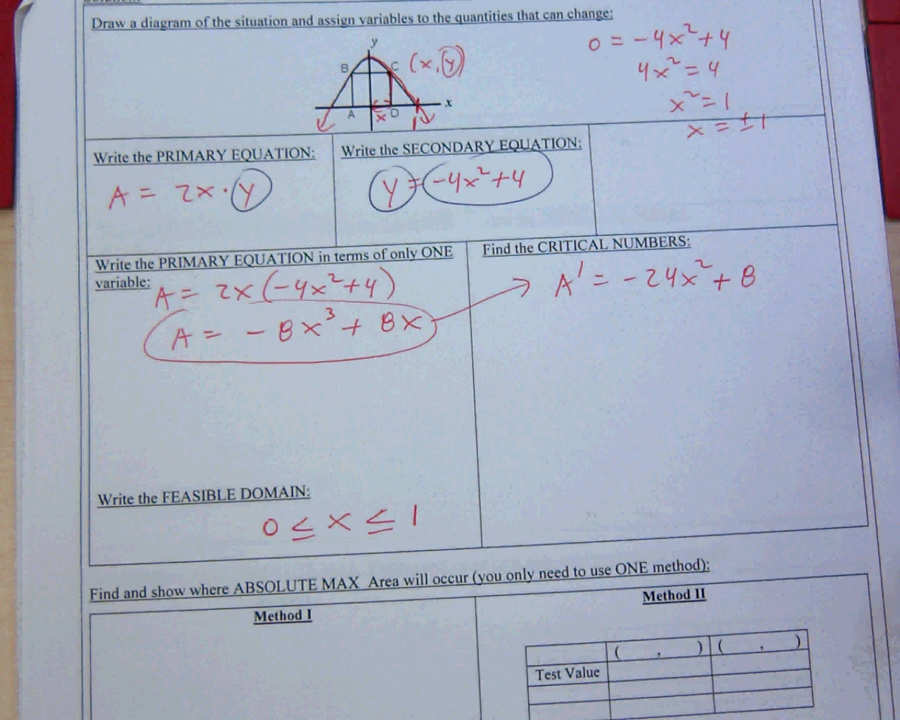 Draw a diagram of the situation and assign variables to the quantities that can change:
0 = -4x² + 4
4x² = 4
x² = 1
x = ±1
y
B C (x, y)
A x D 1 x
Write the PRIMARY EQUATION:
A = 2x · y
Write the SECONDARY EQUATION:
y = -4x² + 4
Write the PRIMARY EQUATION in terms of only ONE
variable:
A = 2x (-4x² + 4)
A = -8x³ + 8x
Find the CRITICAL NUMBERS:
A' = -24x² + 8
Write the FEASIBLE DOMAIN:
0 ≤ x ≤ 1
Find and show where ABSOLUTE MAX Area will occur (you only need to use ONE method):
Method I
Method II
( , ) ( , )
Test Value